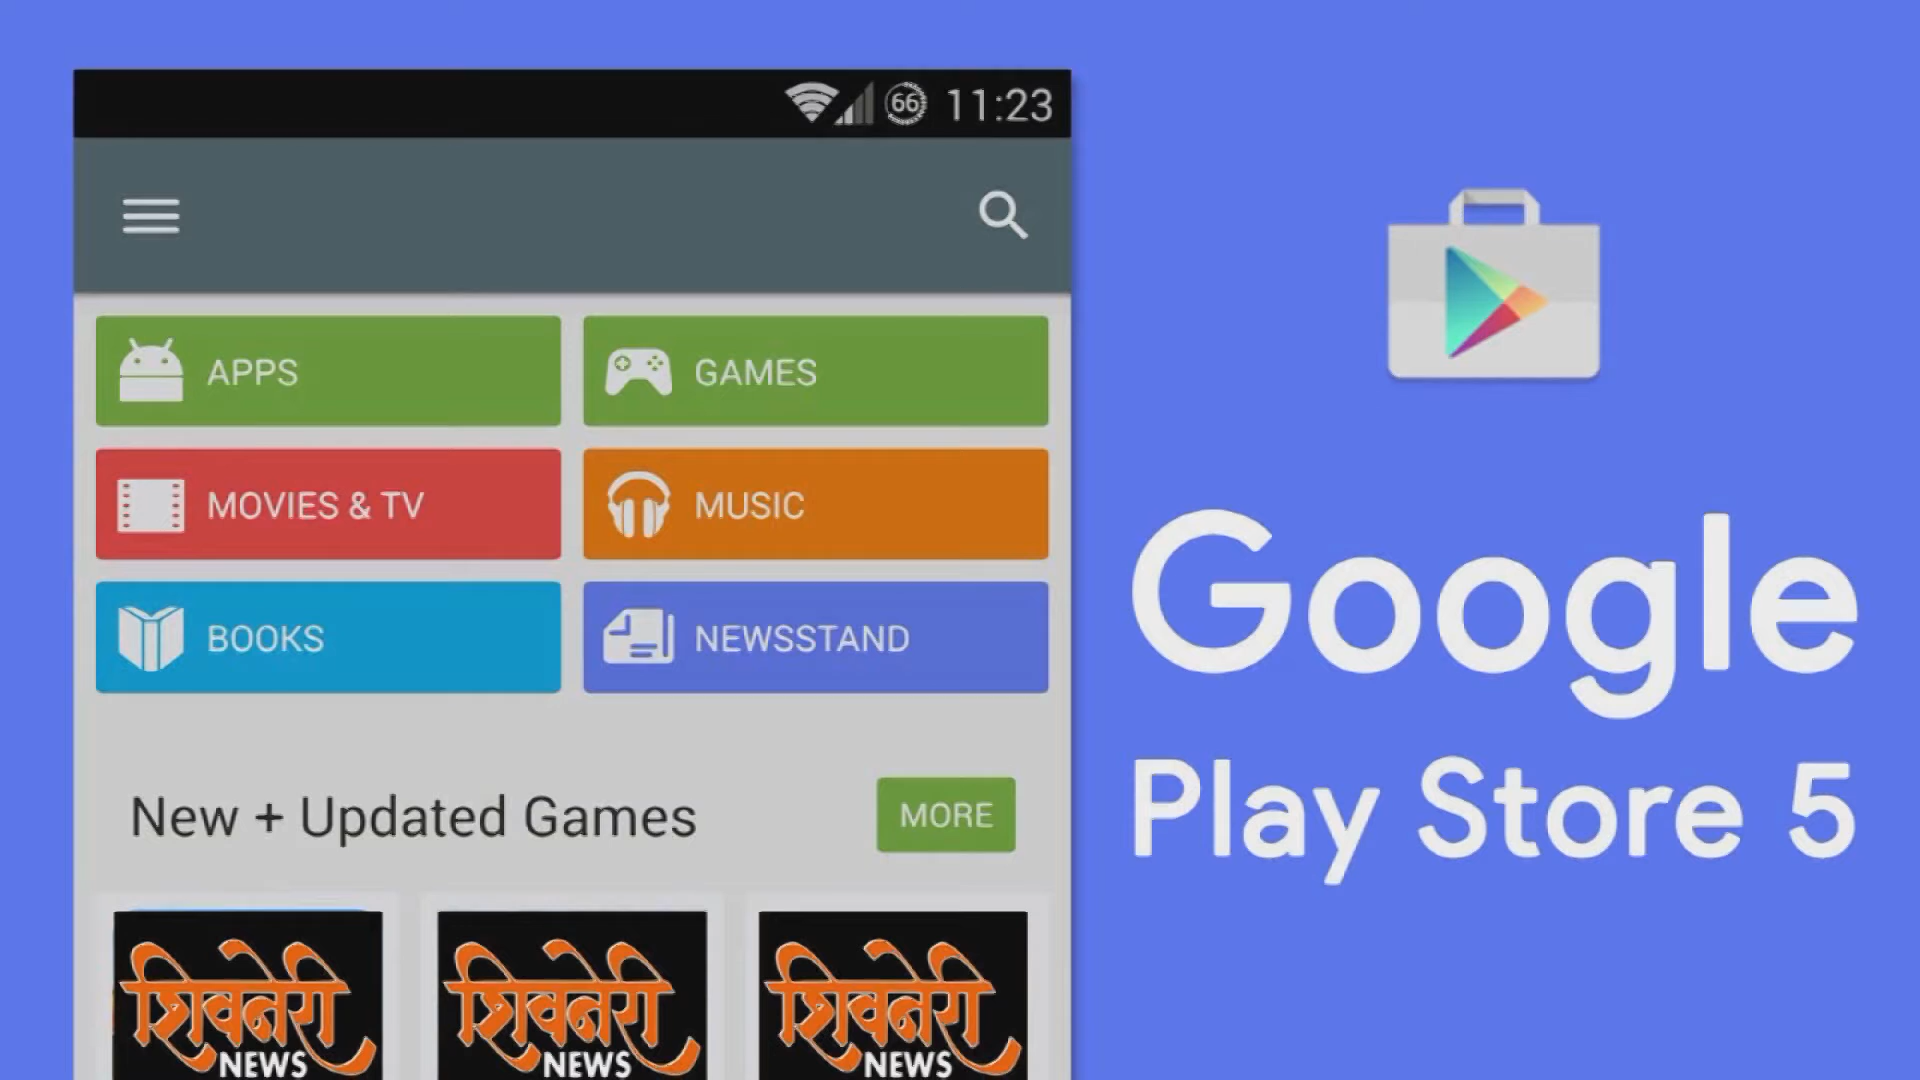 66 11:23
APPS
GAMES
MOVIES & TV
MUSIC
BOOKS
NEWSSTAND
New + Updated Games
MORE
शिवनेरी
NEWS
शिवनेरी
NEWS
शिवनेरी
NEWS
Google
Play Store 5